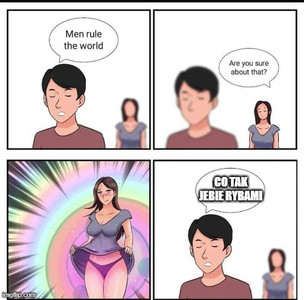 Men rule
the world
Are you sure
about that?
CO TAK
JEBIE RYBAMI
imgflip.com